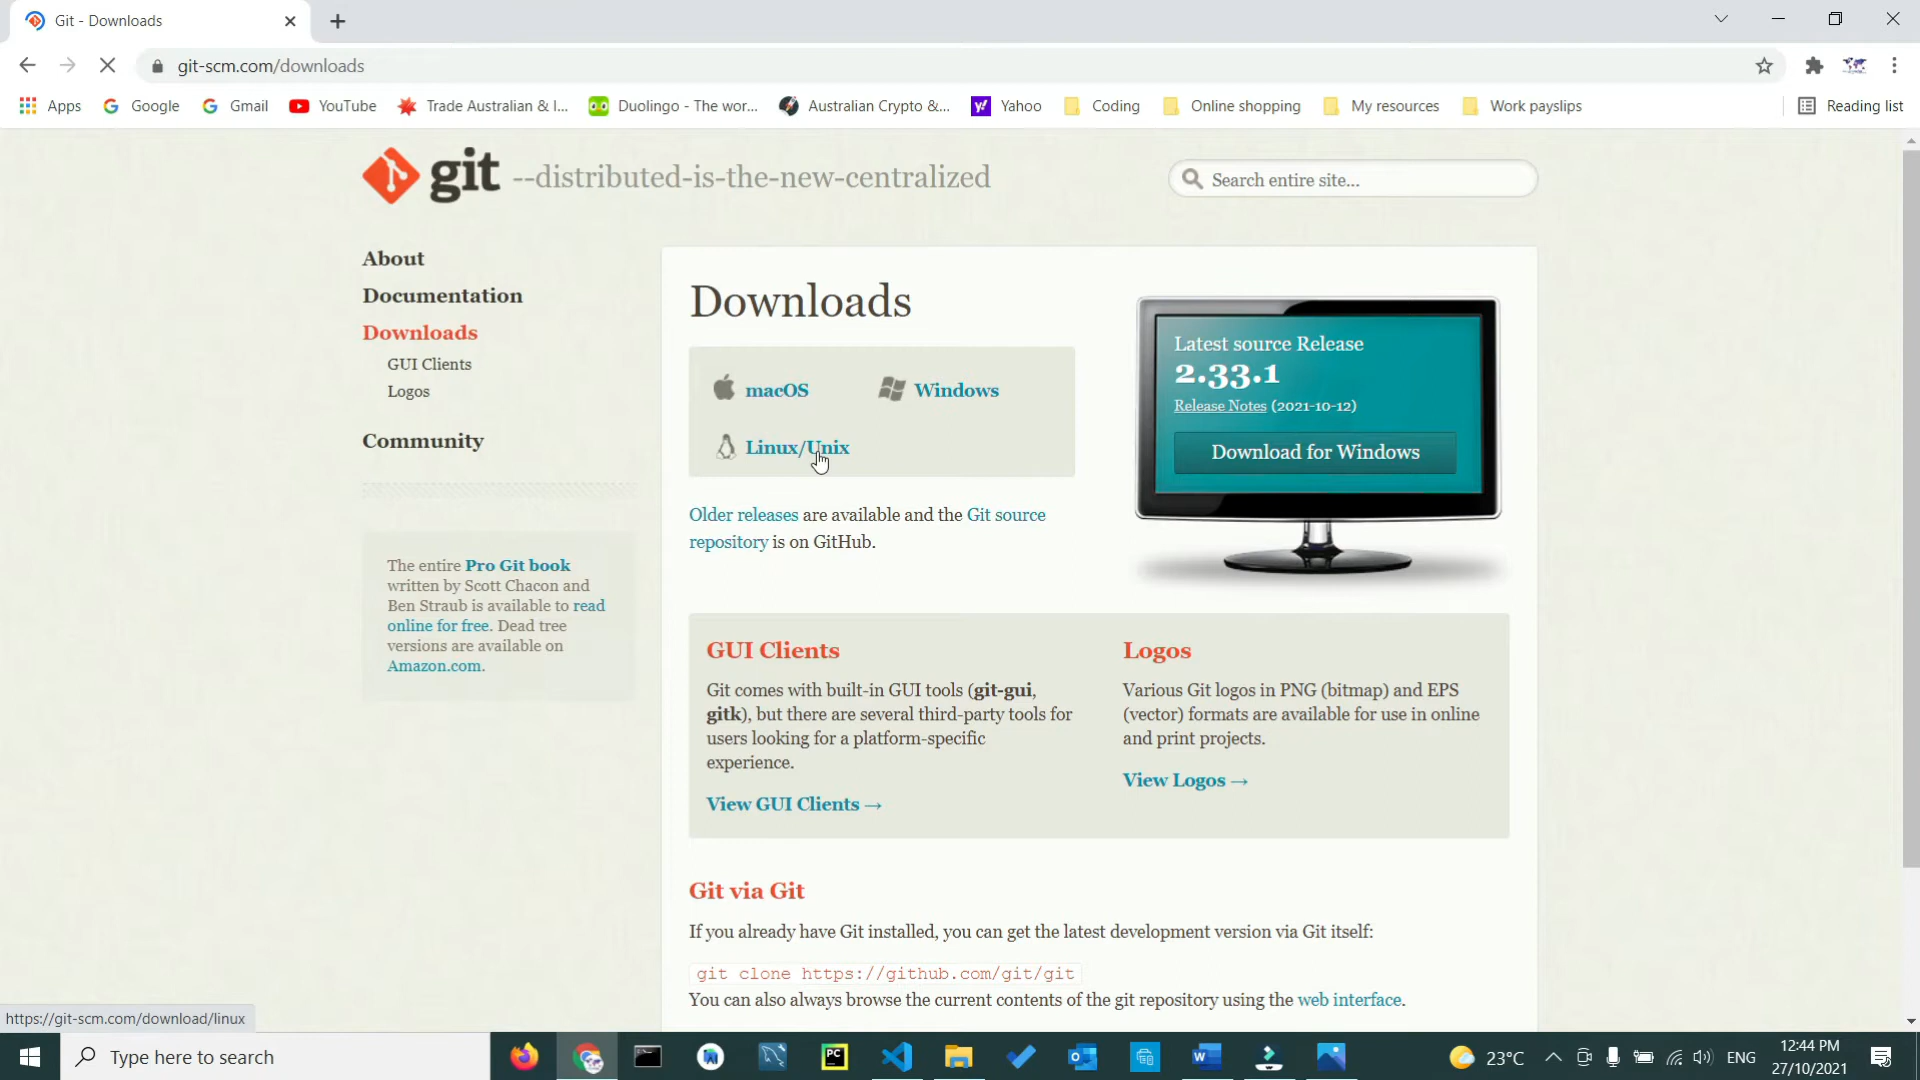 Git - Downloads
git-scm.com/downloads
Apps
Google
Gmail
YouTube
Trade Australian & I...
Duolingo - The wor...
Australian Crypto &...
Yahoo
Coding
Online shopping
My resources
Work payslips
Reading list
git --distributed-is-the-new-centralized
Search entire site...
About
Documentation
Downloads
GUI Clients
Logos
Community
The entire Pro Git book
written by Scott Chacon and
Ben Straub is available to read
online for free. Dead tree
versions are available on
Amazon.com.
Downloads
macOS
Windows
Linux/Unix
Older releases are available and the Git source
repository is on GitHub.
Latest source Release
2.33.1
Release Notes (2021-10-12)
Download for Windows
GUI Clients
Git comes with built-in GUI tools (git-gui,
gitk), but there are several third-party tools for
users looking for a platform-specific
experience.
View GUI Clients →
Logos
Various Git logos in PNG (bitmap) and EPS
(vector) formats are available for use in online
and print projects.
View Logos →
Git via Git
If you already have Git installed, you can get the latest development version via Git itself:
git clone https://github.com/git/git
You can also always browse the current contents of the git repository using the web interface.
https://git-scm.com/download/linux
Type here to search
PC
23°C
ENG
12:44 PM
27/10/2021